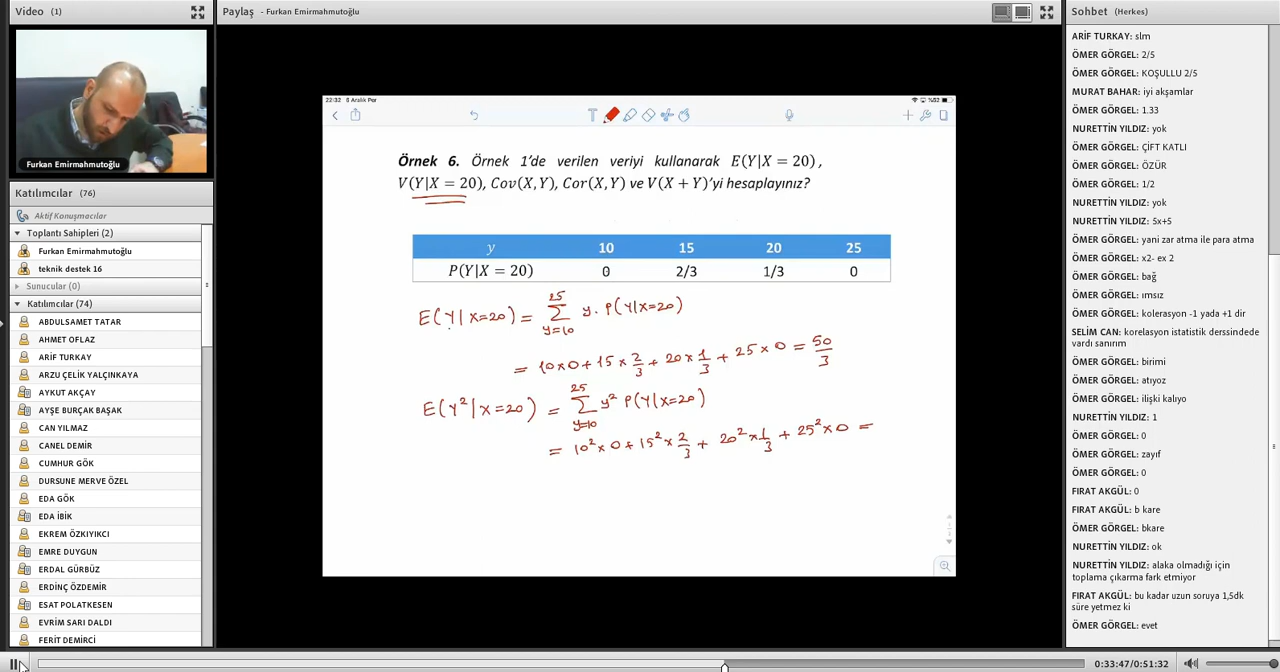 Video (1)
Furkan Emirmahmutoğlu
Katılımcılar (76)
Aktif Konuşmacılar
Toplantı Sahipleri (2)
Furkan Emirmahmutoğlu
teknik destek 16
Sunucular (0)
Katılımcılar (74)
ABDULSAMET TATAR
AHMET OFLAZ
ARİF TURKAY
ARZU ÇELİK YALÇINKAYA
AYKUT AKÇAY
AYŞE BURÇAK BAŞAK
CAN YILMAZ
CANEL DEMİR
CUMHUR GÖK
DURSUNE MERVE ÖZEL
EDA GÖK
EDA İBİK
EKREM ÖZKIYIKCI
EMRE DUYGUN
ERDAL GÜRBÜZ
ERDİNÇ ÖZDEMİR
ESAT POLATKESEN
EVRİM SARI DALDI
FERİT DEMİRCİ
Paylaş - Furkan Emirmahmutoğlu
22:32 5 Aralık Per
%52
Örnek 6. Örnek 1'de verilen veriyi kullanarak E(Y|X = 20),
V(Y|X = 20), Cov(X,Y), Cor(X,Y) ve V(X + Y)'yi hesaplayınız?
y 10 15 20 25
P(Y|X = 20) 0 2/3 1/3 0
E(Y|X=20) = 25 Σ y=10 y. P(Y|X=20)
= 10×0+15×2/3+20×1/3+25×0=50/3
E(Y²|X=20) = 25 Σ y=10 y² P(Y|X=20)
= 10²×0+15²×2/3+20²×1/3+25²×0=
Sohbet (Herkes)
ARİF TURKAY: slm
ÖMER GÖRGEL: 2/5
ÖMER GÖRGEL: KOŞULLU 2/5
MURAT BAHAR: iyi akşamlar
ÖMER GÖRGEL: 1.33
NURETTİN YILDIZ: yok
ÖMER GÖRGEL: ÇİFT KATLI
ÖMER GÖRGEL: ÖZÜR
ÖMER GÖRGEL: 1/2
NURETTİN YILDIZ: yok
NURETTİN YILDIZ: 5x+5
ÖMER GÖRGEL: yani zar atma ile para atma
ÖMER GÖRGEL: x2- ex 2
ÖMER GÖRGEL: bağ
ÖMER GÖRGEL: ımsız
ÖMER GÖRGEL: kolerasyon -1 yada +1 dir
SELİM CAN: korelasyon istatistik derssindede
vardı sanırım
ÖMER GÖRGEL: birimi
ÖMER GÖRGEL: atıyoz
ÖMER GÖRGEL: ilişki kalıyo
NURETTİN YILDIZ: 1
ÖMER GÖRGEL: 0
ÖMER GÖRGEL: zayıf
ÖMER GÖRGEL: 0
FIRAT AKGÜL: 0
FIRAT AKGÜL: b kare
ÖMER GÖRGEL: bkare
NURETTİN YILDIZ: ok
NURETTİN YILDIZ: alaka olmadığı için
toplama çıkarma fark etmiyor
FIRAT AKGÜL: bu kadar uzun soruya 1,5dk
süre yetmez ki
ÖMER GÖRGEL: evet
0:33:47/0:51:32